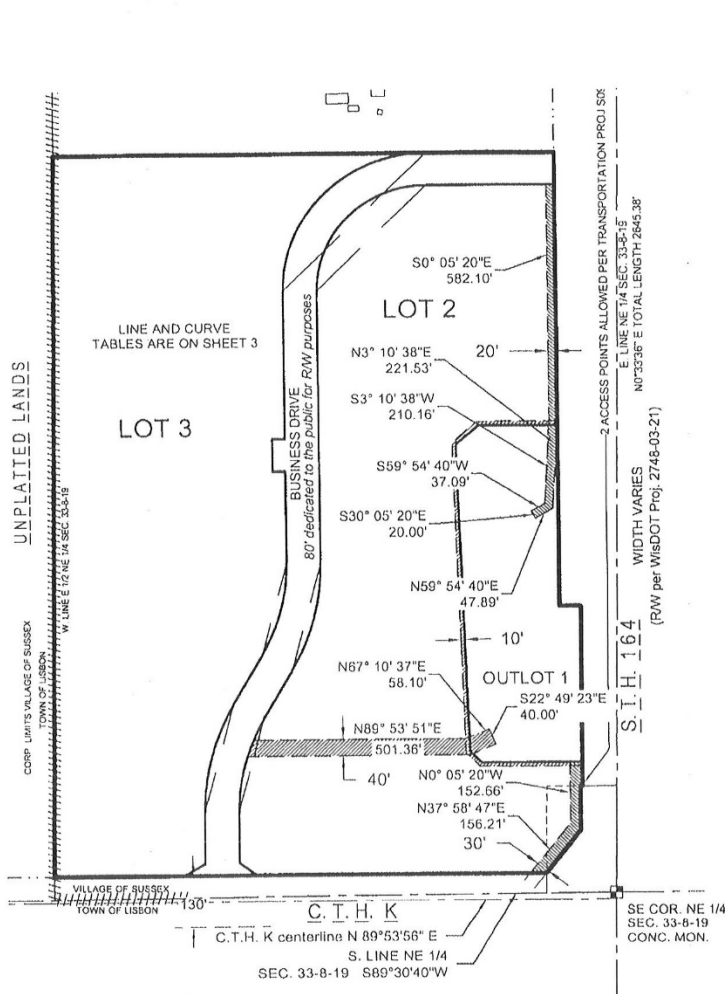 2 ACCESS POINTS ALLOWED PER TRANSPORTATION PROJ
E. LINE NE 1/4 SEC. 33-8-19
N0°33'36" E TOTAL LENGTH 2645.38'
S0° 05' 20"E
582.10'
LOT 2
LINE AND CURVE
TABLES ARE ON SHEET 3
N3° 10' 38"E
221.53'
20'
S3° 10' 38"W
210.16'
LOT 3
BUSINESS DRIVE
80' dedicated to the public for R/W purposes
UNPLATTED LANDS
W. LINE E 1/2 NE 1/4 SEC. 33-8-19
S59° 54' 40"W
37.09'
S30° 05' 20"E
20.00'
WIDTH VARIES
(R/W per WisDOT Proj. 2748-03-21)
N59° 54' 40"E
47.89'
10'
S.T.H. 164
CORP. LIMITS VILLAGE OF SUSSEX
TOWN OF LISBON
N67° 10' 37"E
58.10'
OUTLOT 1
S22° 49' 23"E
40.00'
N89° 53' 51"E
501.36'
40'
N0° 05' 20"W
152.66'
N37° 58' 47"E
156.21'
30'
VILLAGE OF SUSSEX
TOWN OF LISBON
130'
C.T.H. K
C.T.H. K centerline N 89°53'56" E
S. LINE NE 1/4
SEC. 33-8-19 S89°30'40"W
SE COR. NE 1/4
SEC. 33-8-19
CONC. MON.